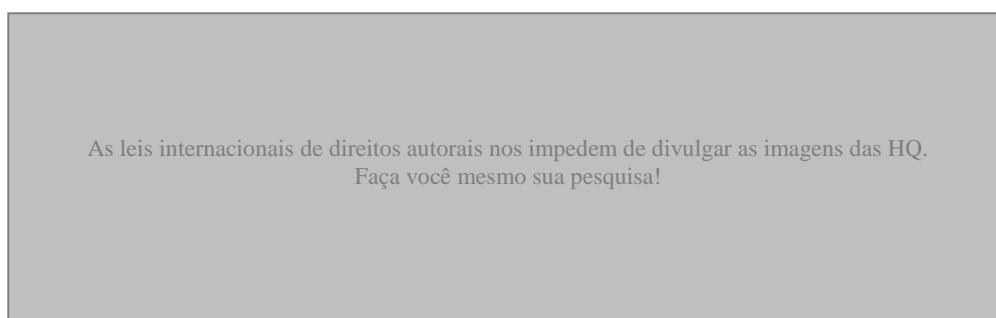 As leis internacionais de direitos autorais nos impedem de divulgar as imagens das HQ.
Faça você mesmo sua pesquisa!